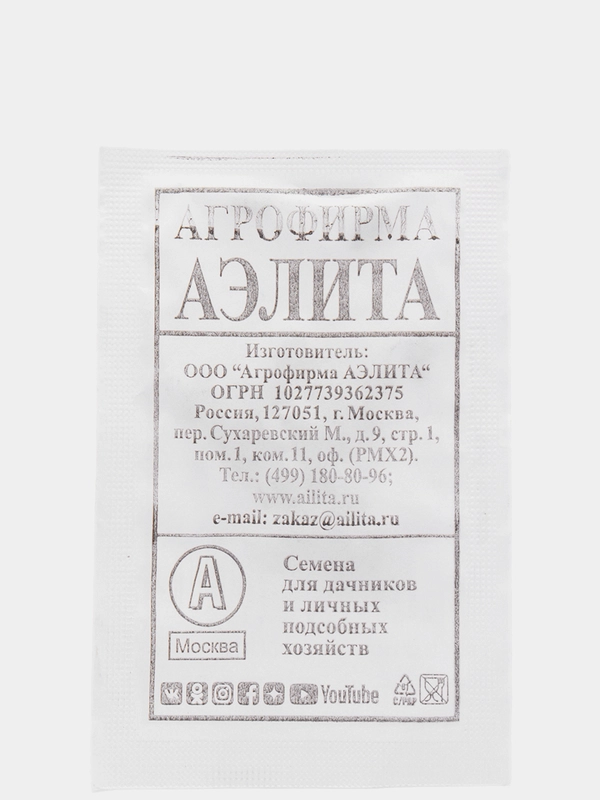 АГРОФИРМА
АЭЛИТА
Изготовитель:
ООО “Агрофирма АЭЛИТА“
ОГРН 1027739362375
Россия, 127051, г. Москва,
пер. Сухаревский М., д. 9, стр. 1,
пом. 1, ком. 11, оф. (РМХ2).
Тел.: (499) 180-80-96;
www.ailita.ru
e-mail: zakaz@ailita.ru
А
Москва
Семена
для дачников
и личных
подсобных
хозяйств
YouTube
C/PAP